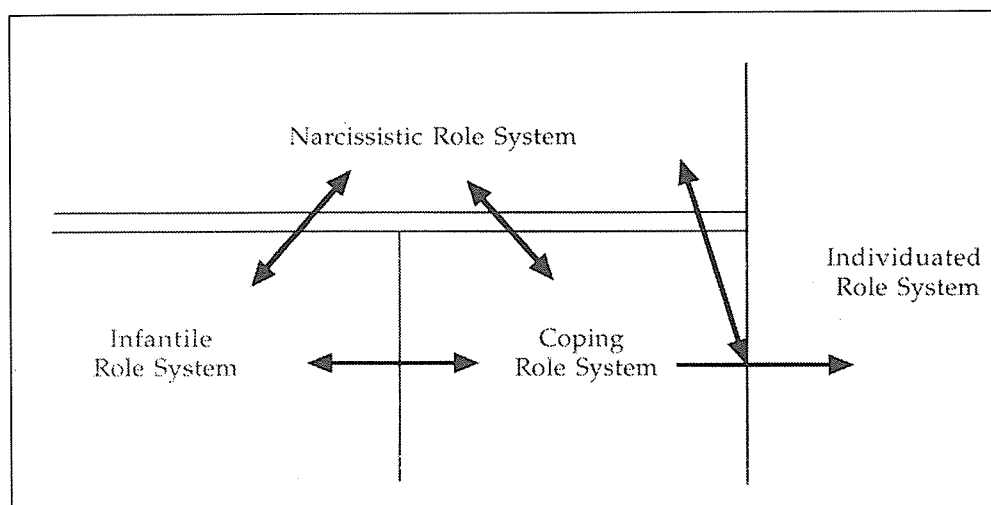 Narcissistic Role System
Individuated
Role System
Infantile
Role System
Coping
Role System